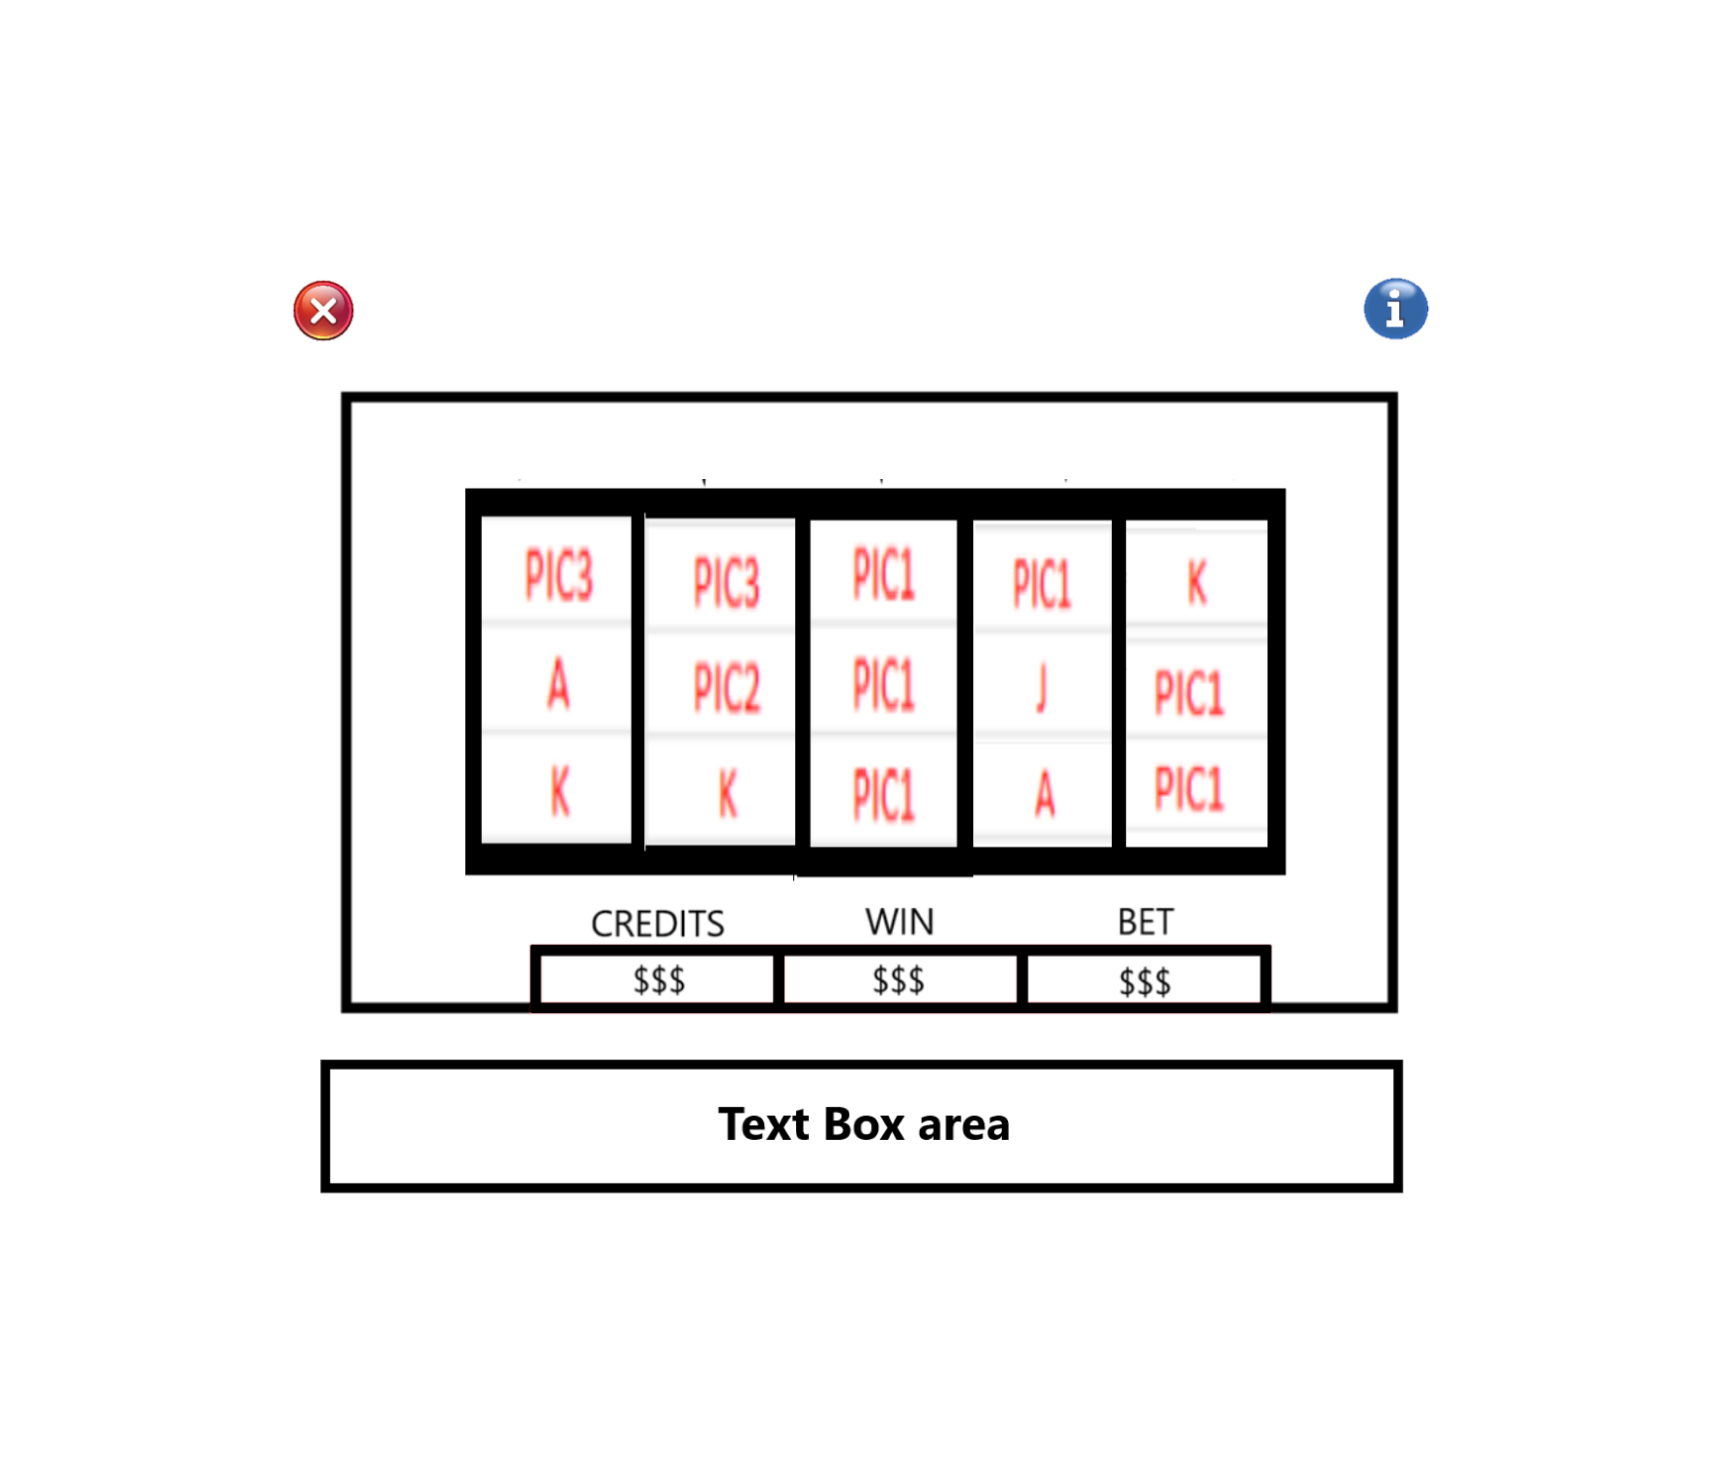 PIC3 PIC3 PIC1 PIC1 K
A PIC2 PIC1 J PIC1
K K PIC1 A PIC1
CREDITS WIN BET
$$$ $$$ $$$
Text Box area